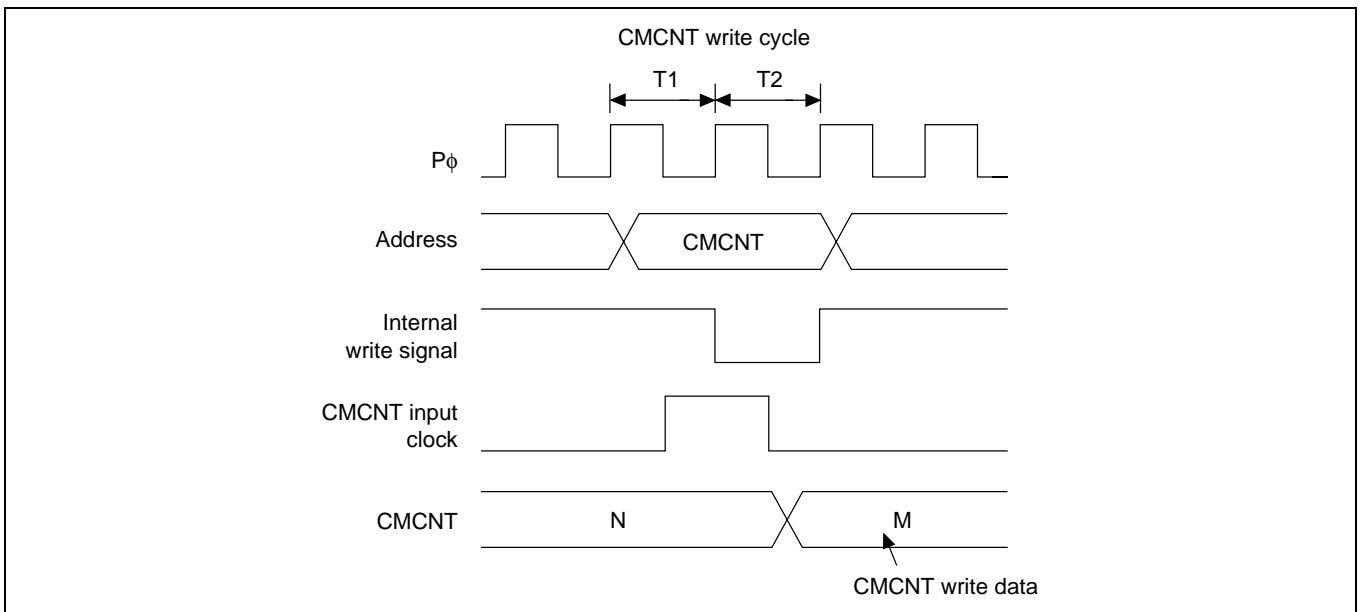 CMCNT write cycle
T1 T2
Pϕ
Address
CMCNT
Internal
write signal
CMCNT input
clock
CMCNT
N
M
CMCNT write data